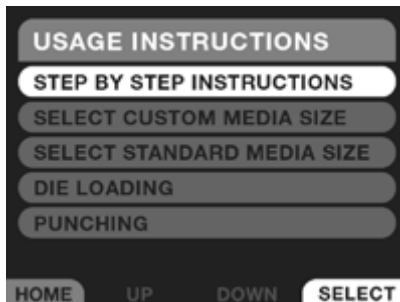 USAGE INSTRUCTIONS
STEP BY STEP INSTRUCTIONS
SELECT CUSTOM MEDIA SIZE
SELECT STANDARD MEDIA SIZE
DIE LOADING
PUNCHING
HOME UP DOWN SELECT